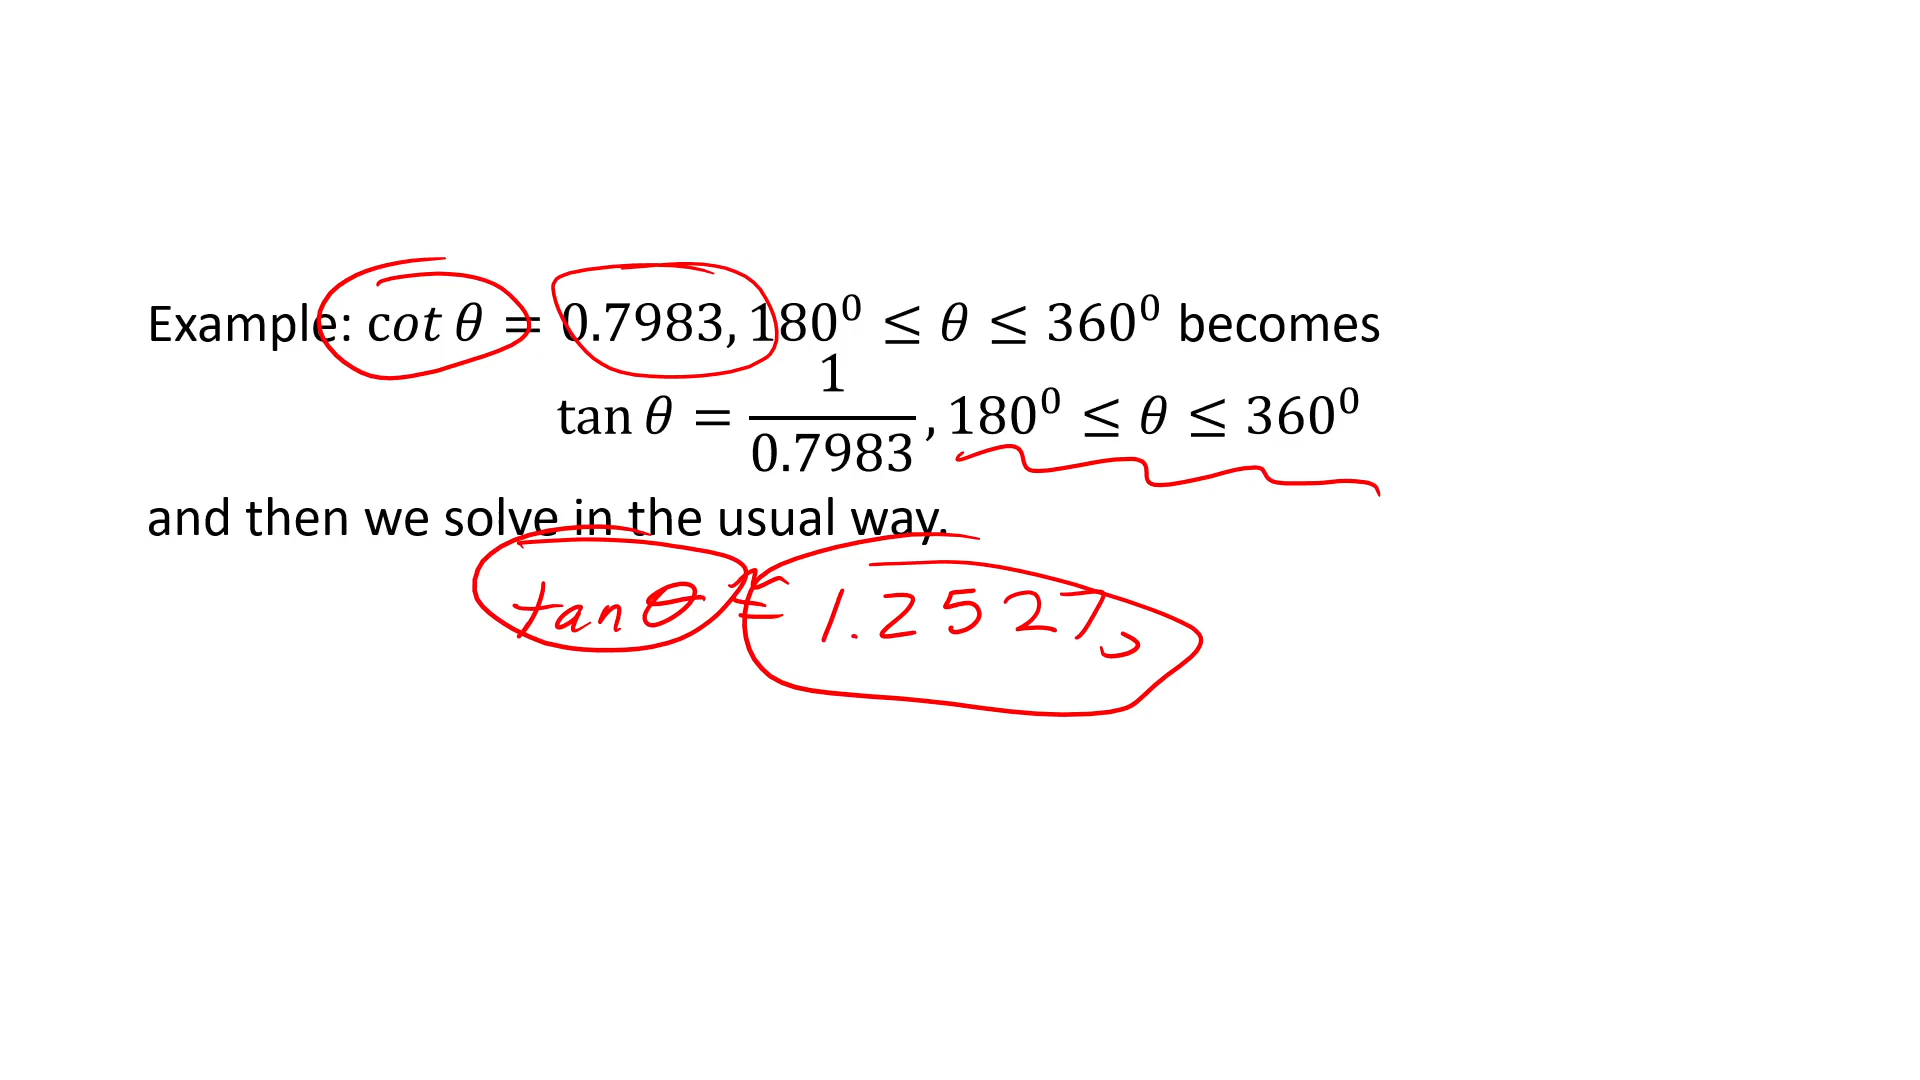 Example: cot θ = 0.7983, 180⁰ ≤ θ ≤ 360⁰ becomes
tan θ = 1/0.7983, 180⁰ ≤ θ ≤ 360⁰
and then we solve in the usual way.
tan θ = 1.2527,